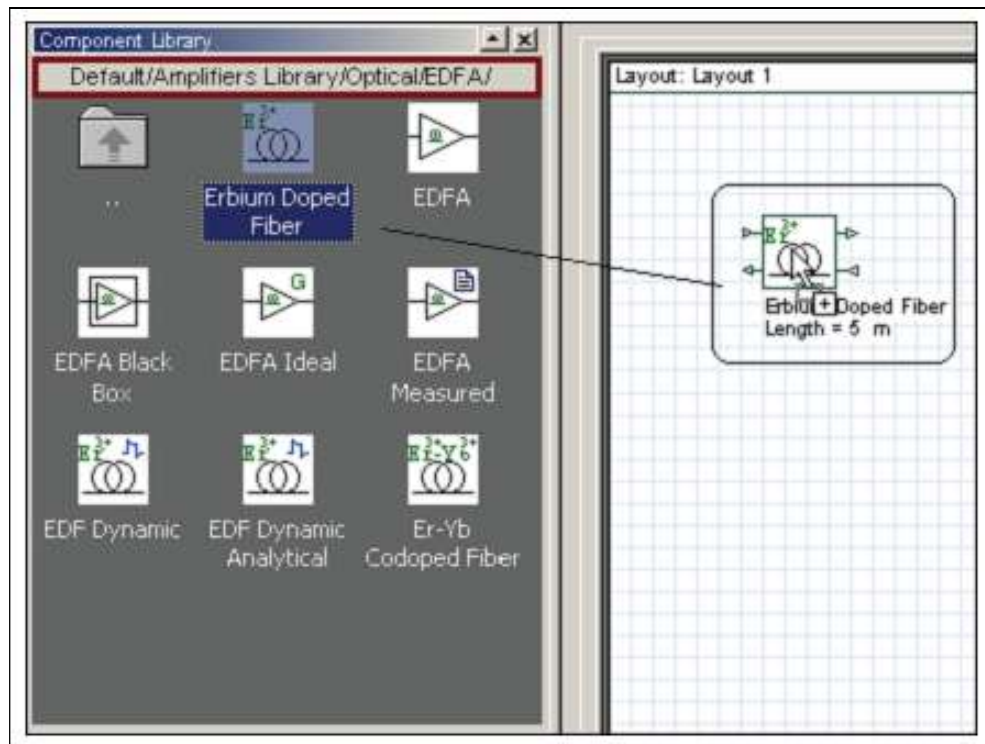 Component Library
Default/Amplifiers Library/Optical/EDFA/
..
Erbium Doped
Fiber
EDFA
EDFA Black
Box
EDFA Ideal
EDFA
Measured
EDF Dynamic
EDF Dynamic
Analytical
Er-Yb
Codoped Fiber
Layout: Layout 1
Er3+
Doped Fiber
Length = 5 m